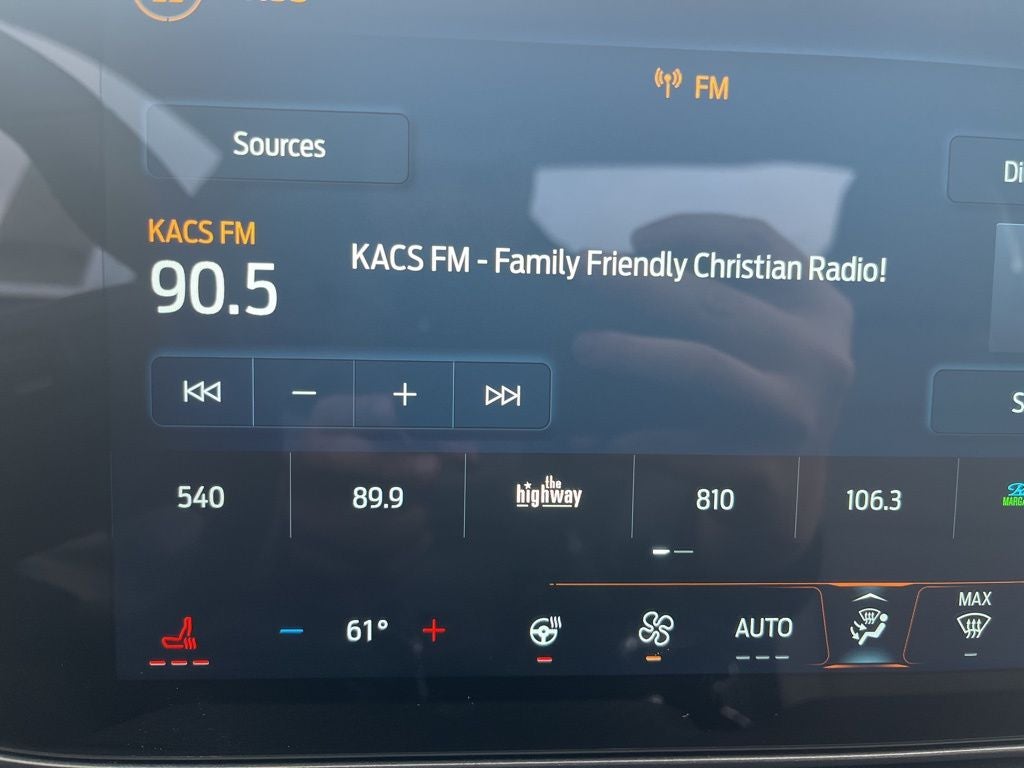 FM
Sources
KACS FM
90.5
KACS FM - Family Friendly Christian Radio!
540
89.9
the highway
810
106.3
61°
AUTO
MAX